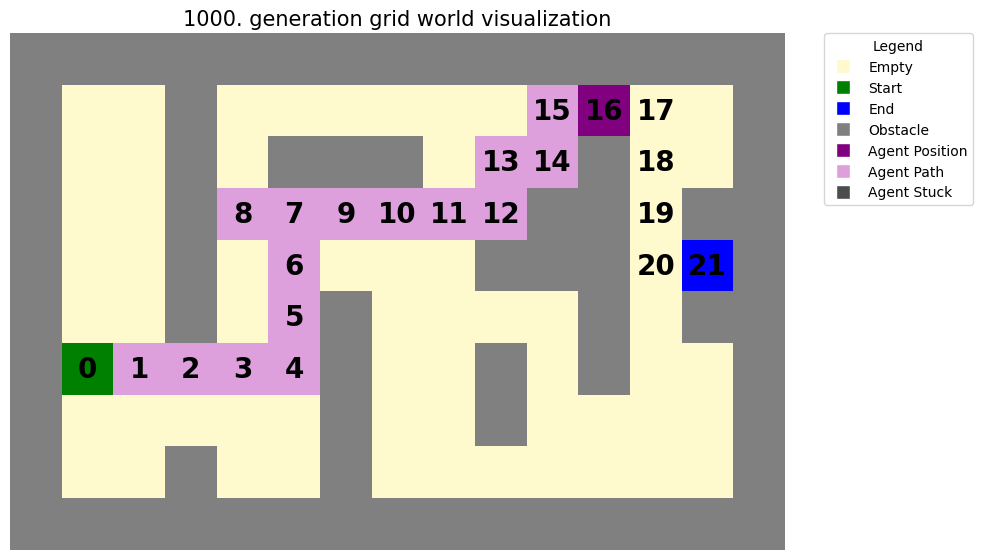 1000. generation grid world visualization
Legend
Empty
Start
End
Obstacle
Agent Position
Agent Path
Agent Stuck
15 16 17
13 14 18
8 7 9 10 11 12 19
6 20 21
5
0 1 2 3 4